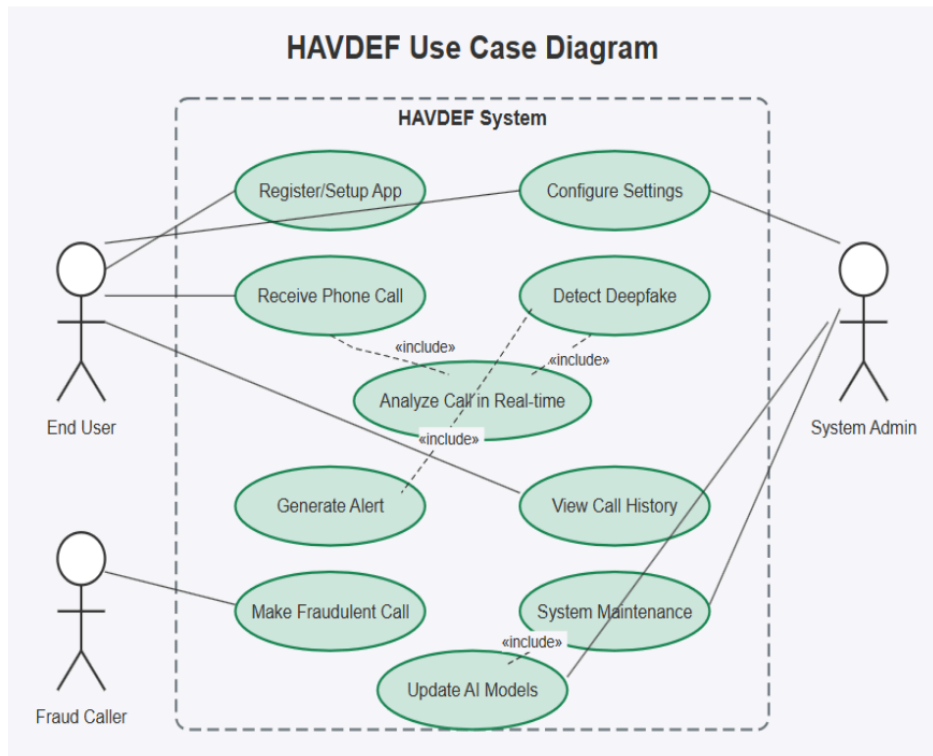 HAVDEF Use Case Diagram
HAVDEF System
Register/Setup App
Configure Settings
Receive Phone Call
Detect Deepfake
«include»
«include»
Analyze Call in Real-time
End User
System Admin
«include»
Generate Alert
View Call History
Make Fraudulent Call
System Maintenance
«include»
Update AI Models
Fraud Caller